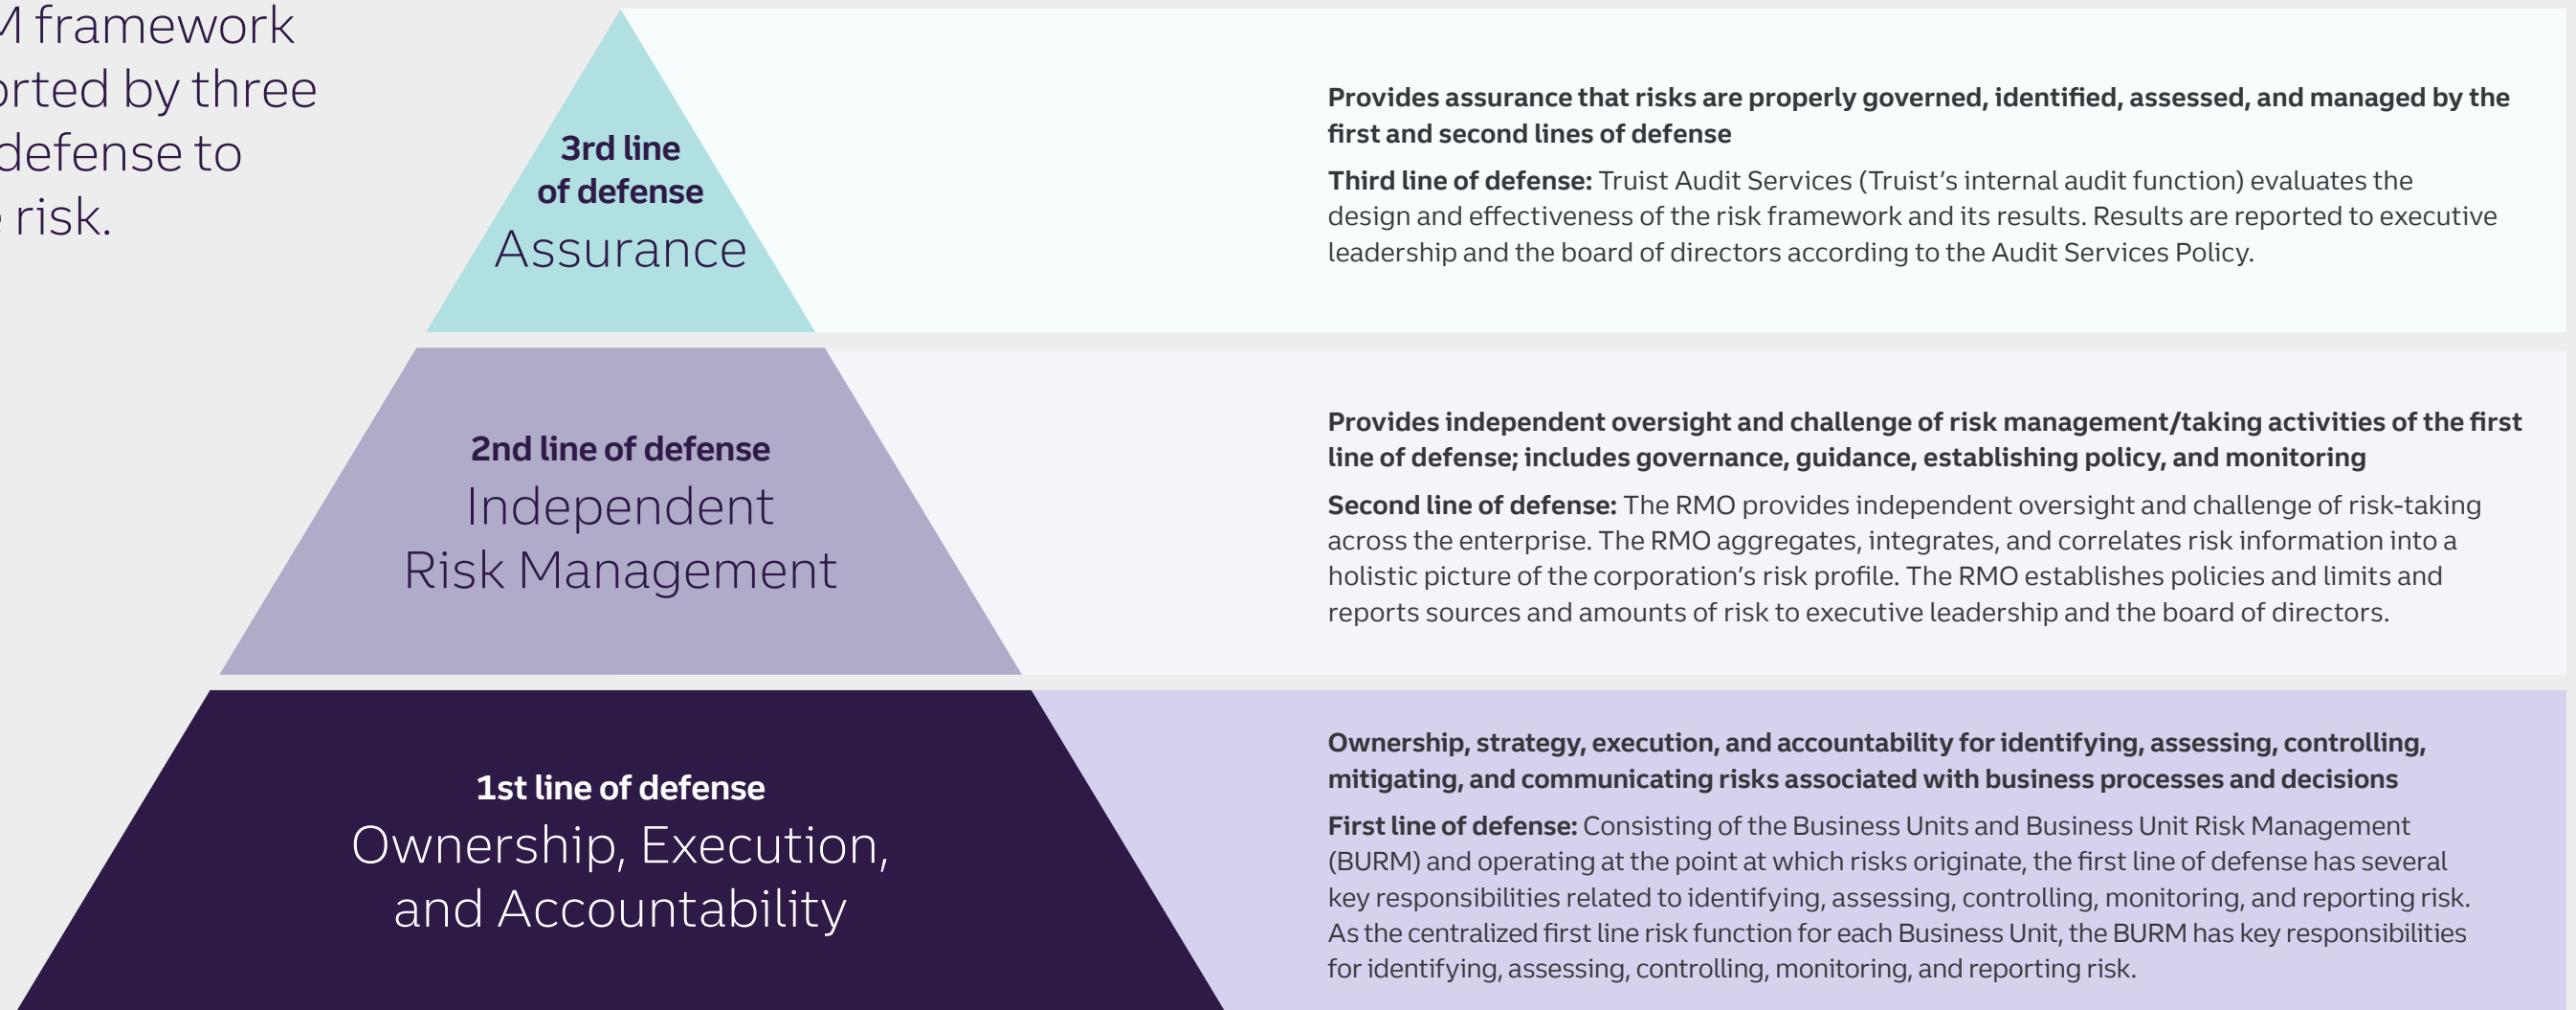 M framework
orted by three
defense to
e risk.
3rd line
of defense
Assurance
Provides assurance that risks are properly governed, identified, assessed, and managed by the
first and second lines of defense
Third line of defense: Truist Audit Services (Truist’s internal audit function) evaluates the
design and effectiveness of the risk framework and its results. Results are reported to executive
leadership and the board of directors according to the Audit Services Policy.
2nd line of defense
Independent
Risk Management
Provides independent oversight and challenge of risk management/taking activities of the first
line of defense; includes governance, guidance, establishing policy, and monitoring
Second line of defense: The RMO provides independent oversight and challenge of risk-taking
across the enterprise. The RMO aggregates, integrates, and correlates risk information into a
holistic picture of the corporation’s risk profile. The RMO establishes policies and limits and
reports sources and amounts of risk to executive leadership and the board of directors.
1st line of defense
Ownership, Execution,
and Accountability
Ownership, strategy, execution, and accountability for identifying, assessing, controlling,
mitigating, and communicating risks associated with business processes and decisions
First line of defense: Consisting of the Business Units and Business Unit Risk Management
(BURM) and operating at the point at which risks originate, the first line of defense has several
key responsibilities related to identifying, assessing, controlling, monitoring, and reporting risk.
As the centralized first line risk function for each Business Unit, the BURM has key responsibilities
for identifying, assessing, controlling, monitoring, and reporting risk.